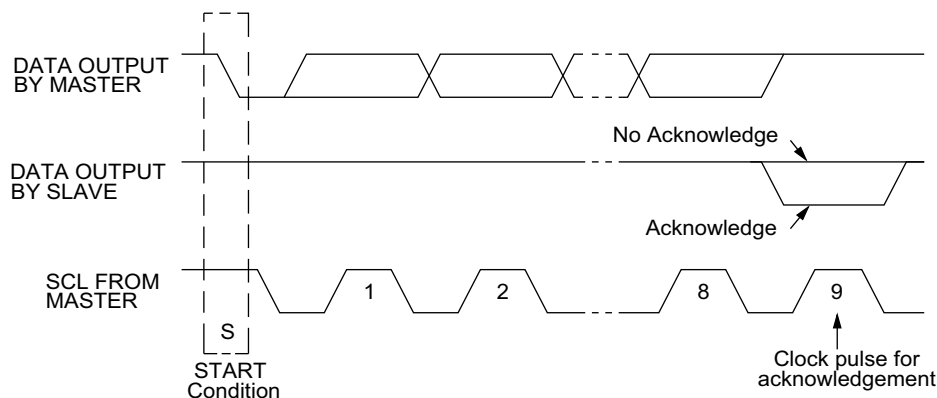 DATA OUTPUT
BY MASTER
No Acknowledge
DATA OUTPUT
BY SLAVE
Acknowledge
SCL FROM
MASTER
1
2
8
9
S
START
Condition
Clock pulse for
acknowledgement